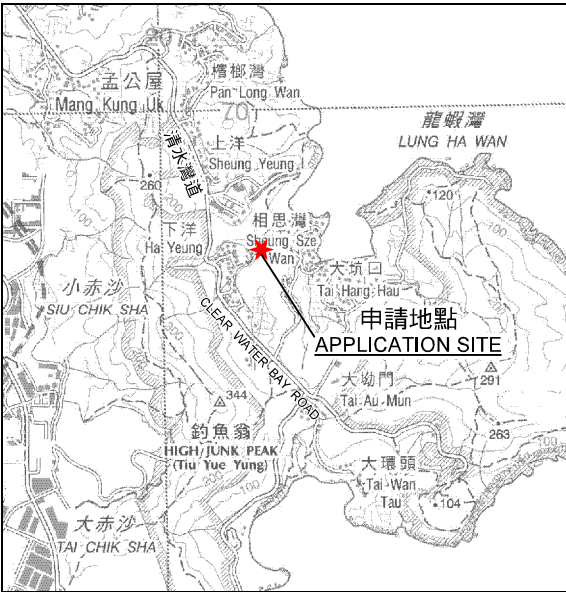 孟公屋
Mang Kung Uk
檳榔灣
Pan Long Wan
70
龍蝦灣
LUNG HA WAN
清水灣道
上洋
Sheung Yeung
260
120
100
下洋
Ha Yeung
相思灣
Sheung Sze
Wan
大坑口
Tai Hang Hau
小赤沙
SIU CHIK SHA
申請地點
APPLICATION SITE
CLEAR WATER BAY ROAD
大坳門
Tai Au Mun
291
344
263
釣魚翁
HIGH JUNK PEAK
(Tiu Yue Yung)
大環頭
Tai Wan
Tau
104
大赤沙
TAI CHIK SHA